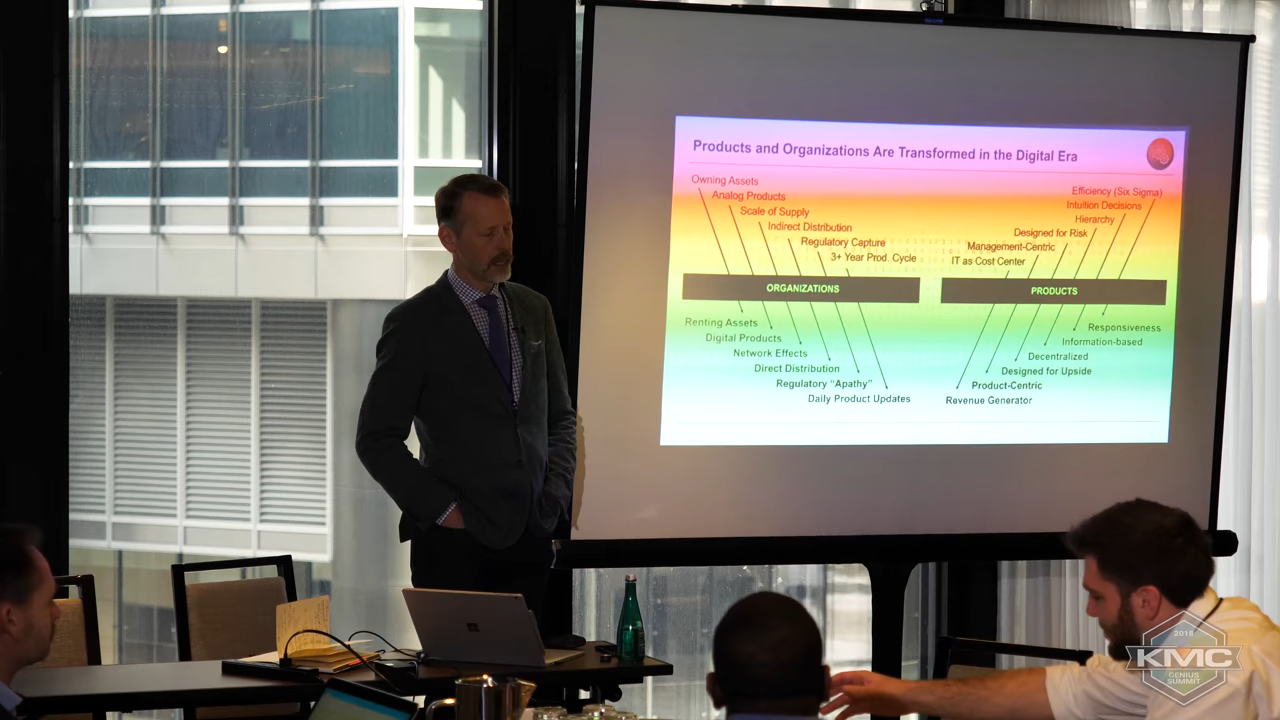 Products and Organizations Are Transformed in the Digital Era
Owning Assets
Analog Products
Scale of Supply
Indirect Distribution
Regulatory Capture
3+ Year Prod. Cycle
Efficiency (Six Sigma)
Intuition Decisions
Hierarchy
Designed for Risk
Management-Centric
IT as Cost Center
ORGANIZATIONS
PRODUCTS
Renting Assets
Digital Products
Network Effects
Direct Distribution
Regulatory “Apathy”
Daily Product Updates
Responsiveness
Information-based
Decentralized
Designed for Upside
Product-Centric
Revenue Generator
2018
KMC
GENIUS
SUMMIT